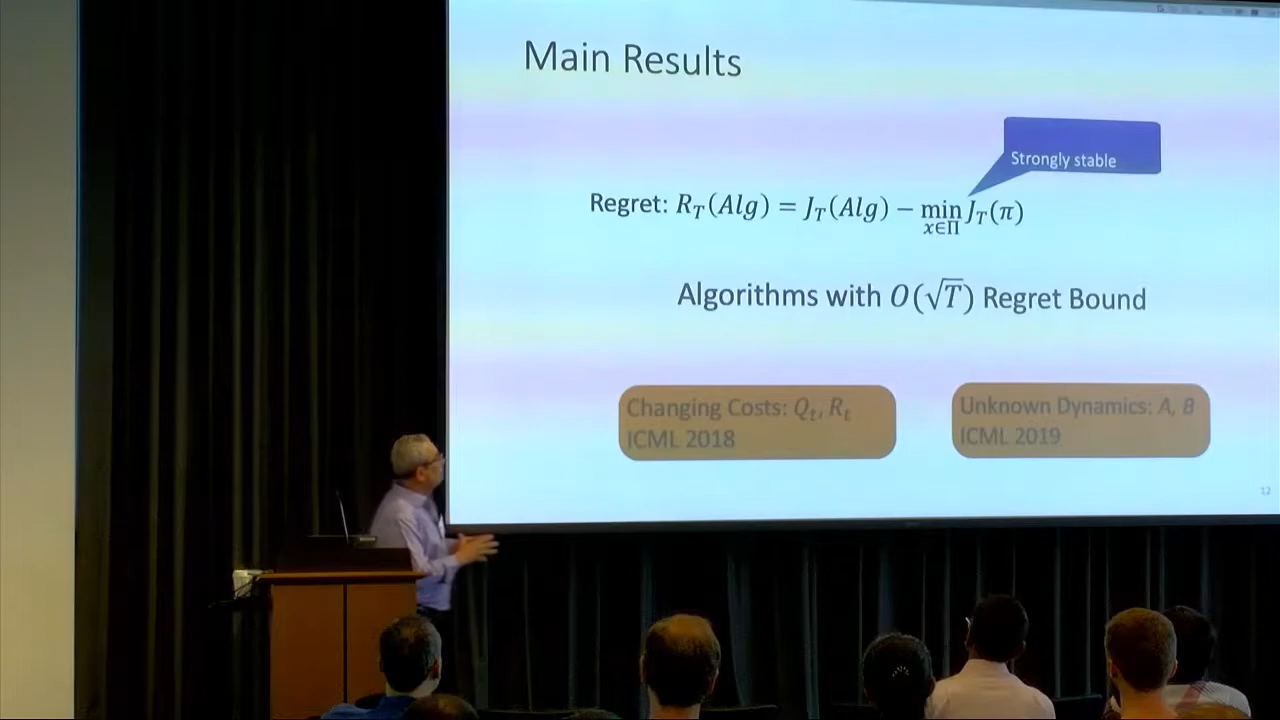 Main Results
Strongly stable
Regret: R_T(Alg) = J_T(Alg) − min_{x∈Π} J_T(π)
Algorithms with O(√T) Regret Bound
Changing Costs: Q_t, R_t
ICML 2018
Unknown Dynamics: A, B
ICML 2019
12